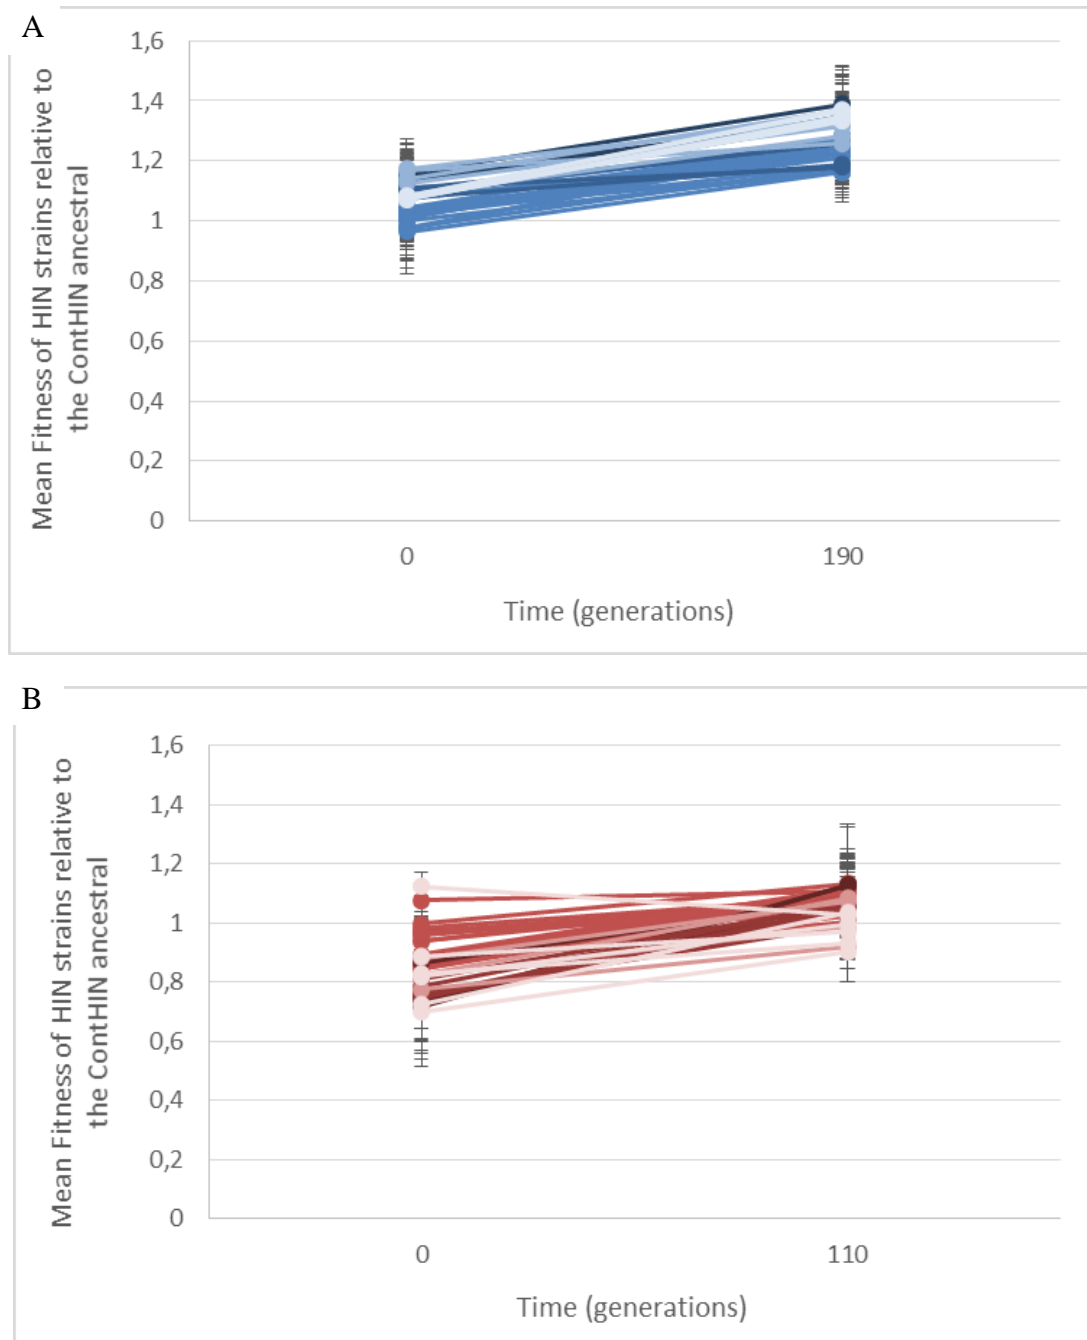 A
Mean Fitness of HIN strains relative to
the ContHIN ancestral
1,6
1,4
1,2
1
0,8
0,6
0,4
0,2
0
0
190
Time (generations)
B
Mean Fitness of HIN strains relative to
the ContHIN ancestral
1,6
1,4
1,2
1
0,8
0,6
0,4
0,2
0
0
110
Time (generations)